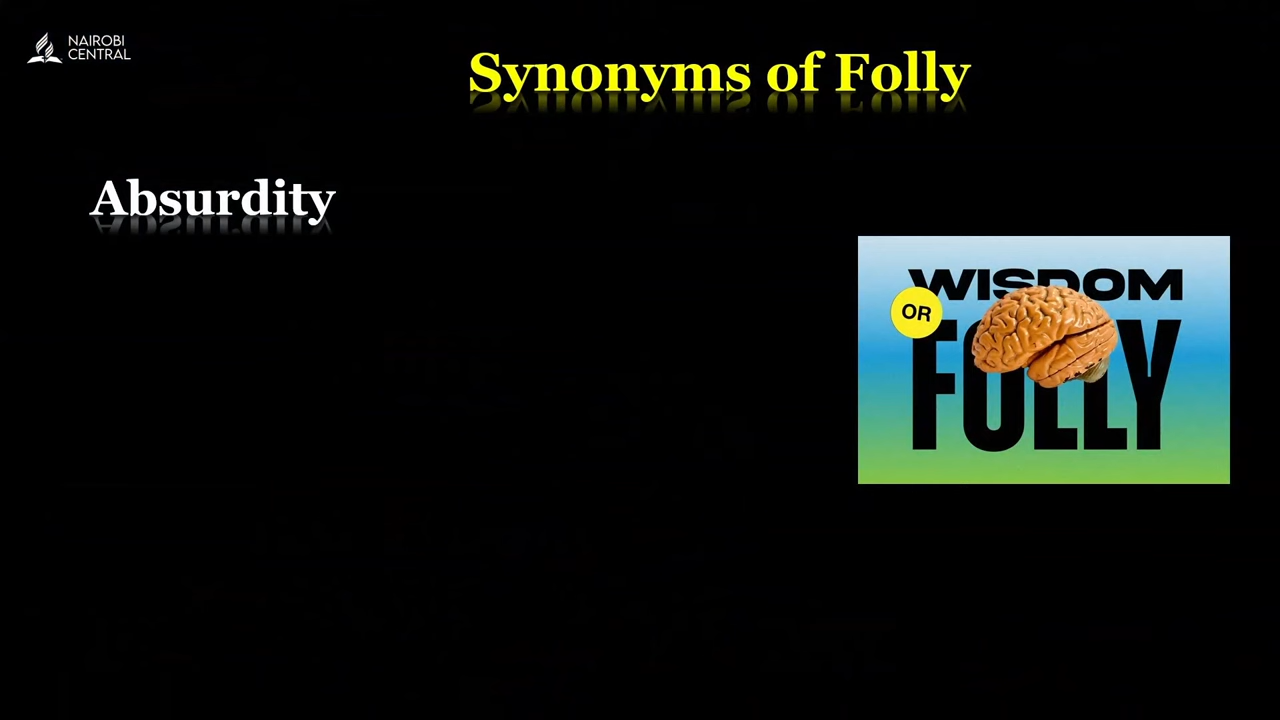 NAIROBI
CENTRAL
Synonyms of Folly
Absurdity
WISDOM
OR
FOLLY